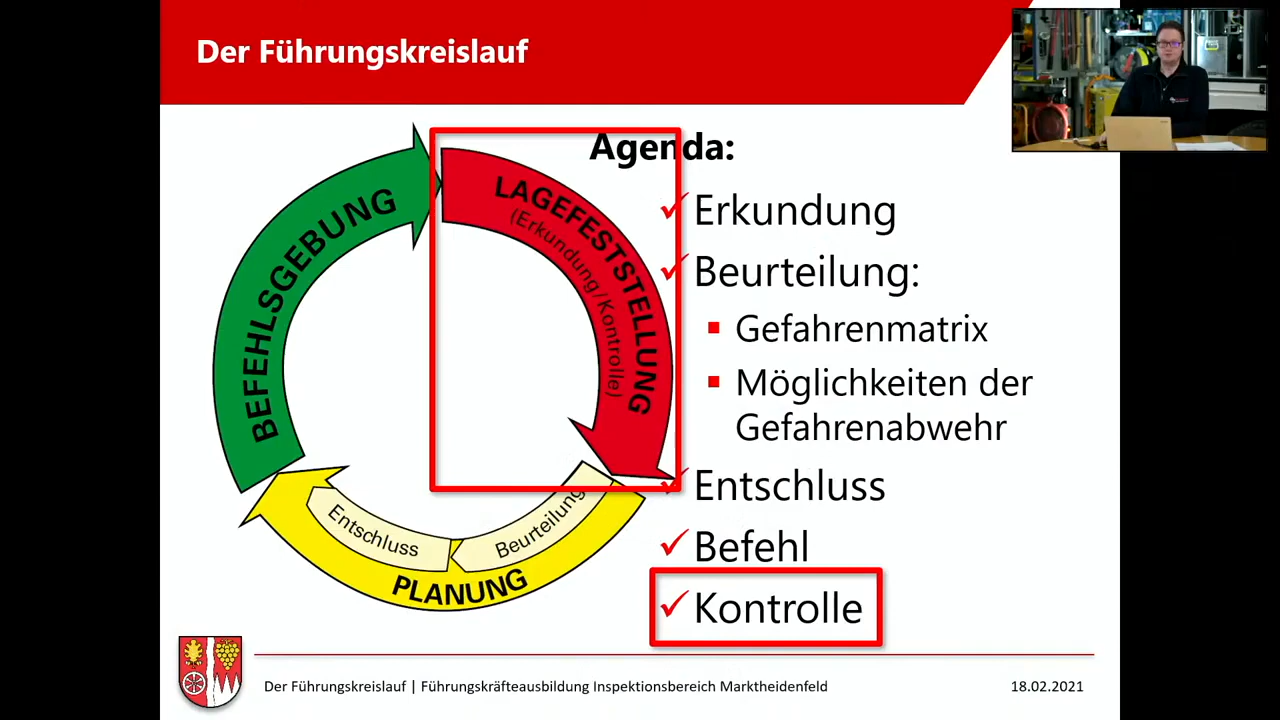 Der Führungskreislauf
Agenda:
BEFEHLSGEBUNG
LAGEFESTSTELLUNG
(Erkundung/Kontrolle)
Entschluss
Beurteilung
PLANUNG
✓ Erkundung
✓ Beurteilung:
▪ Gefahrenmatrix
▪ Möglichkeiten der
Gefahrenabwehr
✓ Entschluss
✓ Befehl
✓ Kontrolle
Der Führungskreislauf | Führungskräfteausbildung Inspektionsbereich Marktheidenfeld
18.02.2021